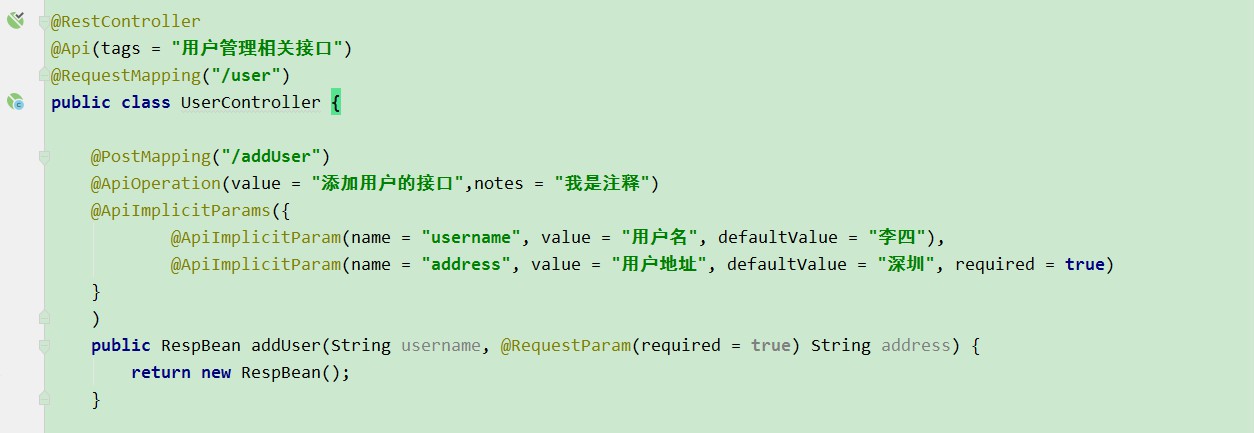 @RestController
@Api(tags = "用户管理相关接口")
@RequestMapping("/user")
public class UserController {
@PostMapping("/addUser")
@ApiOperation(value = "添加用户的接口",notes = "我是注释")
@ApiImplicitParams({
@ApiImplicitParam(name = "username", value = "用户名", defaultValue = "李四"),
@ApiImplicitParam(name = "address", value = "用户地址", defaultValue = "深圳", required = true)
}
)
public RespBean addUser(String username, @RequestParam(required = true) String address) {
return new RespBean();
}